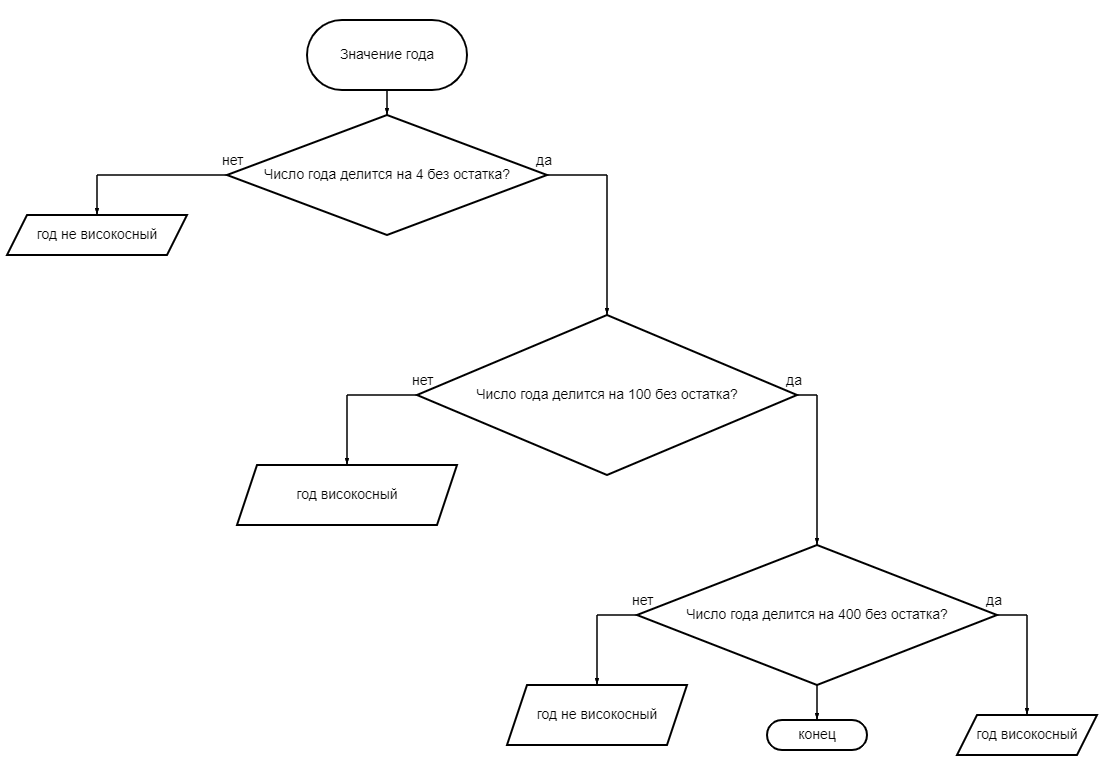 Значение года
нет
да
Число года делится на 4 без остатка?
год не високосный
нет
да
Число года делится на 100 без остатка?
год високосный
нет
да
Число года делится на 400 без остатка?
год не високосный
конец
год високосный